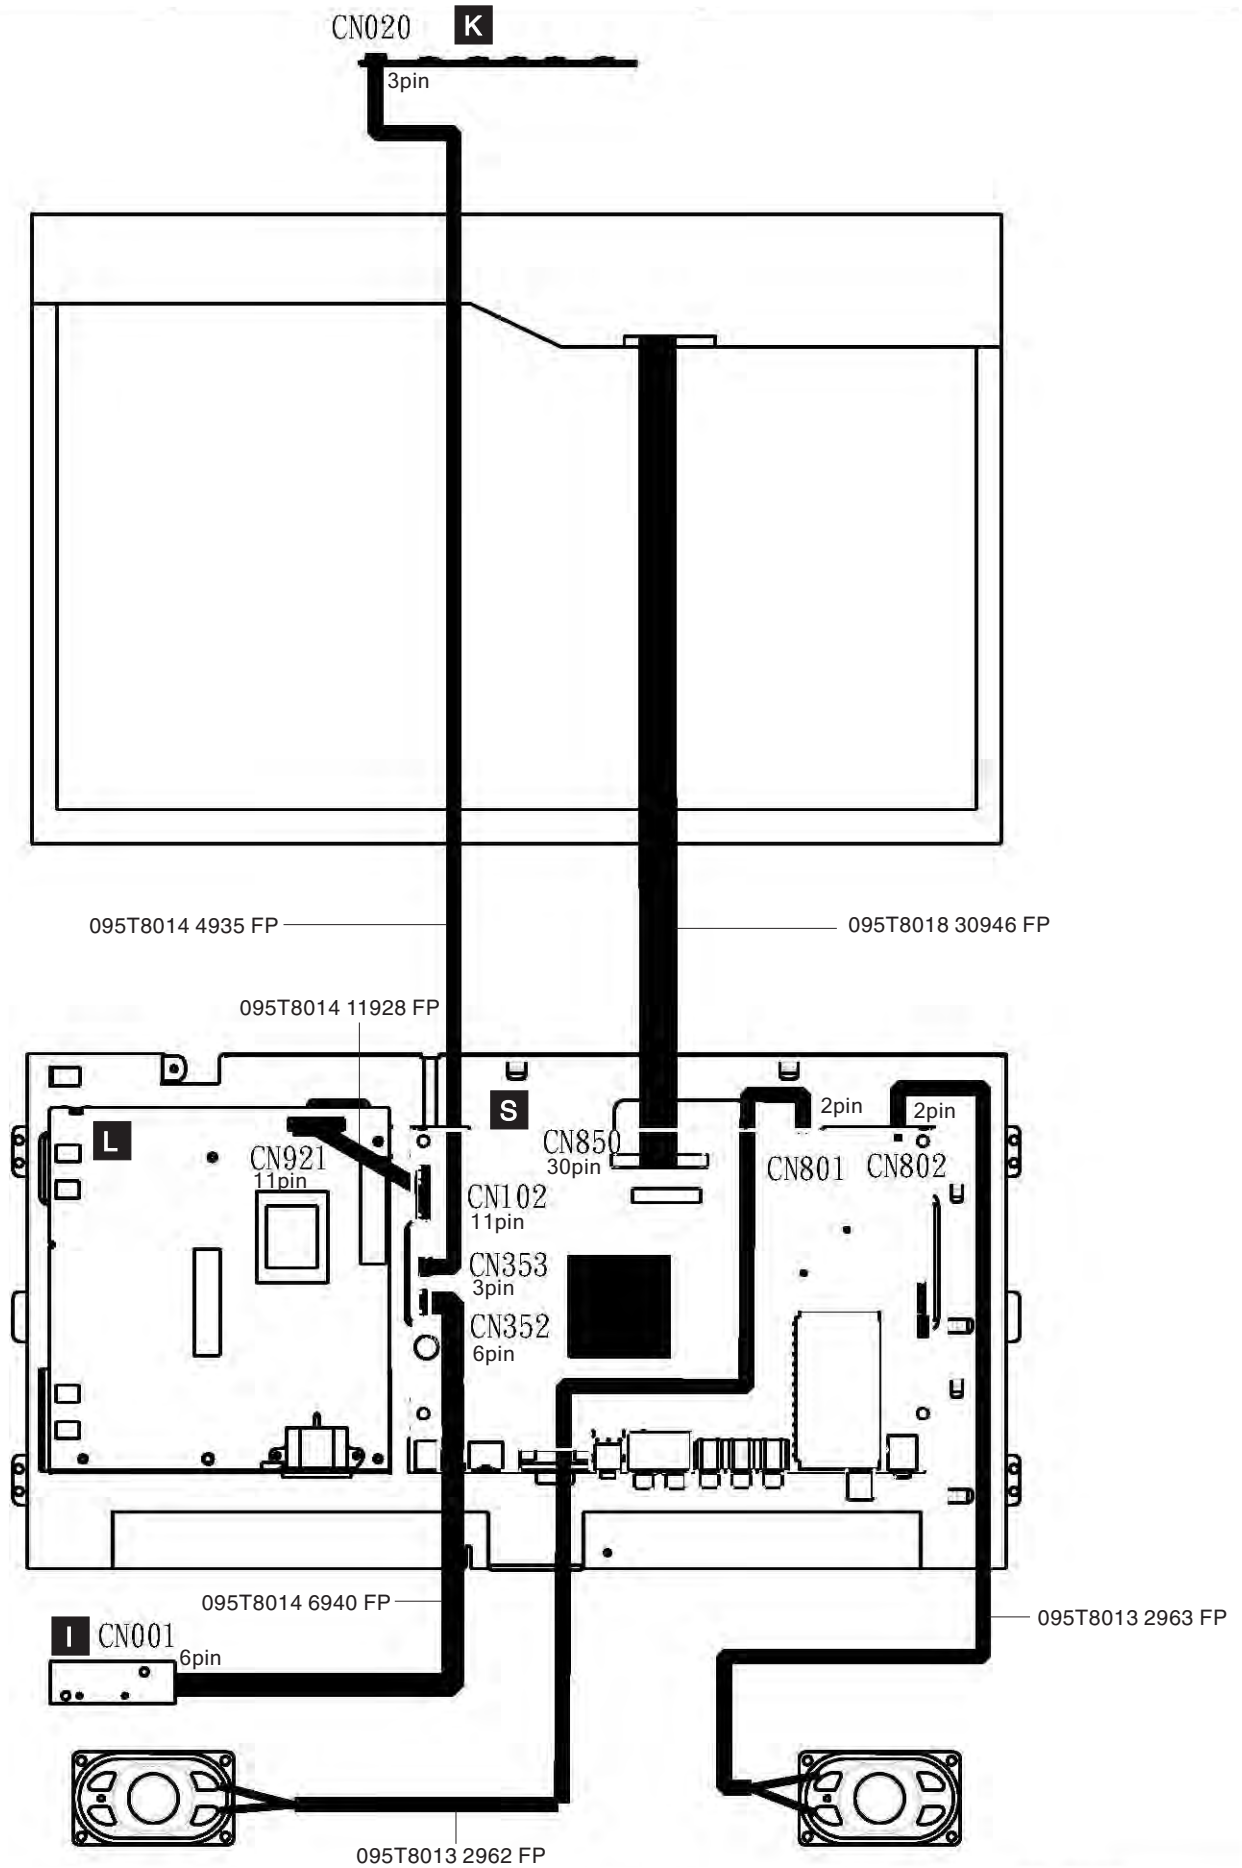 CN020 K
3pin
095T8014 4935 FP
095T8018 30946 FP
095T8014 11928 FP
S
2pin
2pin
L
CN850
30pin
CN921
11pin
CN801
CN802
CN102
11pin
CN353
3pin
CN352
6pin
095T8014 6940 FP
095T8013 2963 FP
I CN001
6pin
095T8013 2962 FP